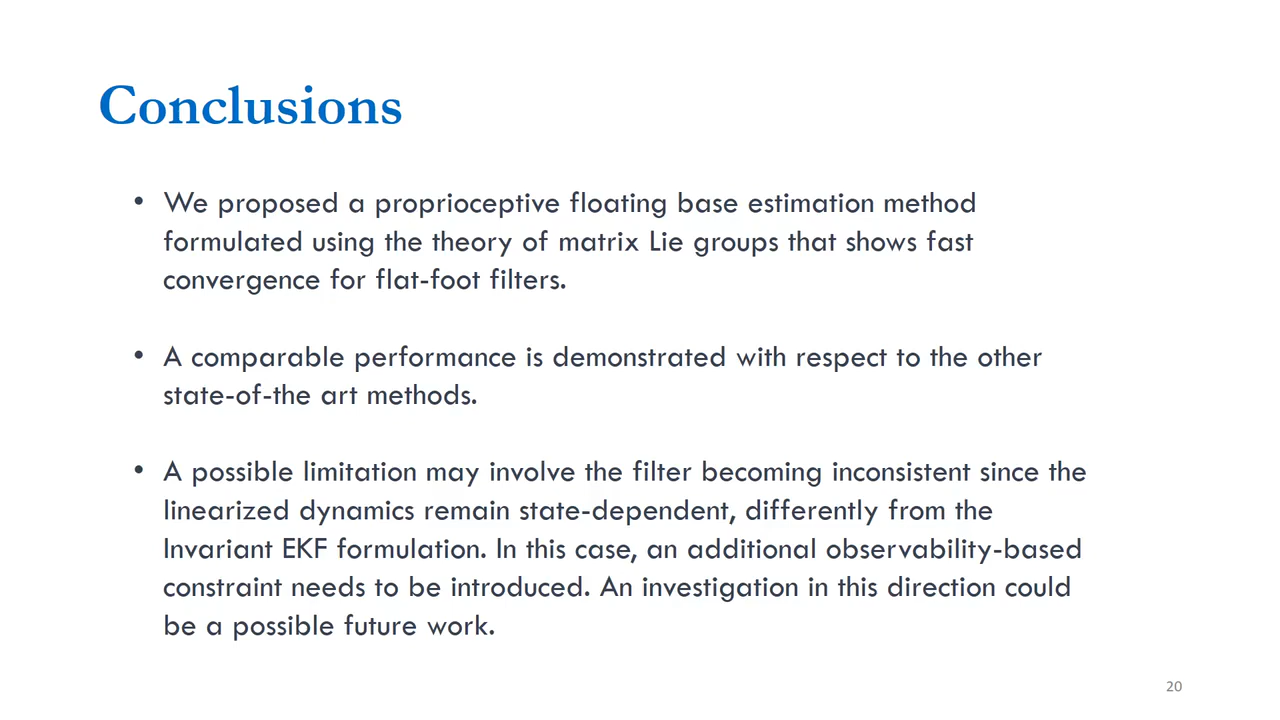 Conclusions
• We proposed a proprioceptive floating base estimation method
formulated using the theory of matrix Lie groups that shows fast
convergence for flat-foot filters.
• A comparable performance is demonstrated with respect to the other
state-of-the art methods.
• A possible limitation may involve the filter becoming inconsistent since the
linearized dynamics remain state-dependent, differently from the
Invariant EKF formulation. In this case, an additional observability-based
constraint needs to be introduced. An investigation in this direction could
be a possible future work.
20